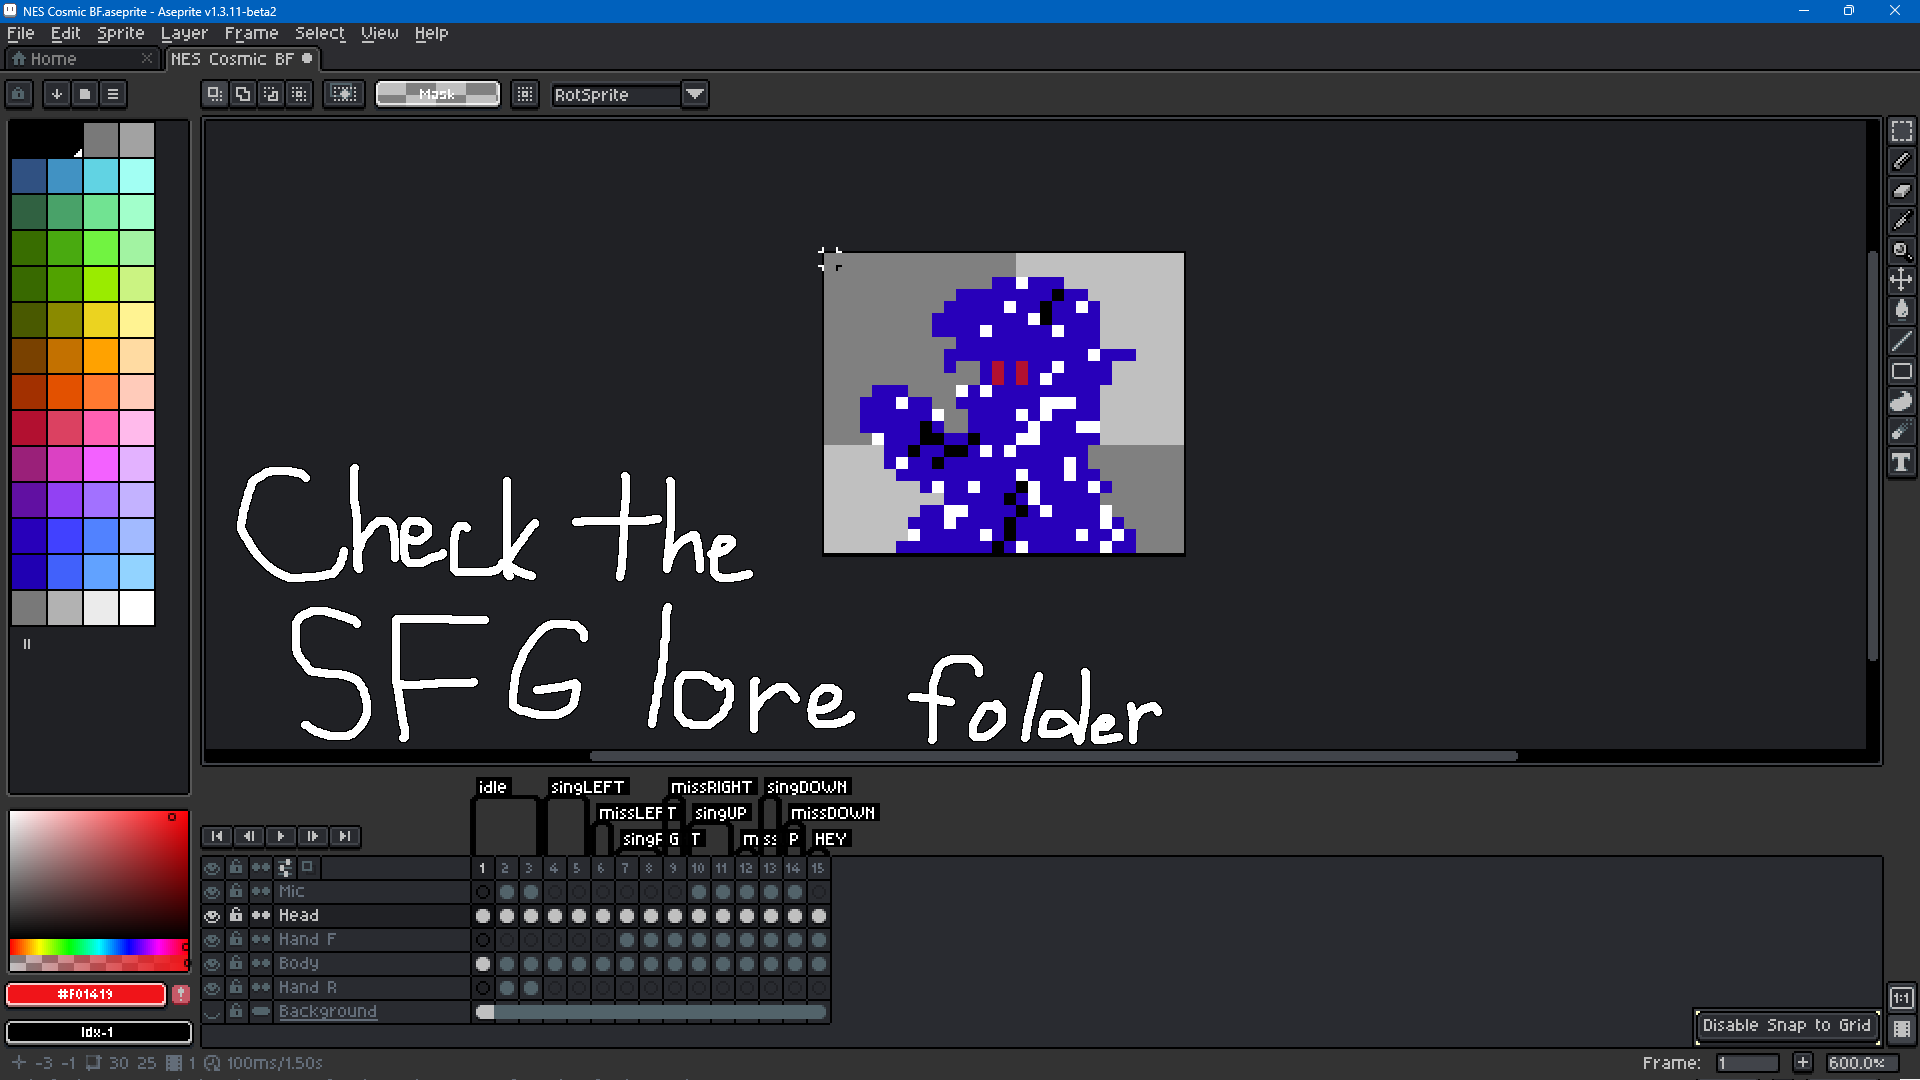 NES Cosmic BF.aseprite - Aseprite v1.3.11-beta2
File Edit Sprite Layer Frame Select View Help
Home
NES Cosmic BF
Mask
RotSprite
Check the
SFG lore folder
idle singLEFT missRIGHT singDOWN
missLEFT singUP missDOWN
HEY
1 2 3 4 5 6 7 8 9 10 11 12 13 14 15
Mic
Head
Hand F
Body
Hand R
Background
#F01419
Idx-1
1:1
Disable Snap to Grid
-3 -1 30 25 1 100ms/1.50s
Frame: 1 600.0%